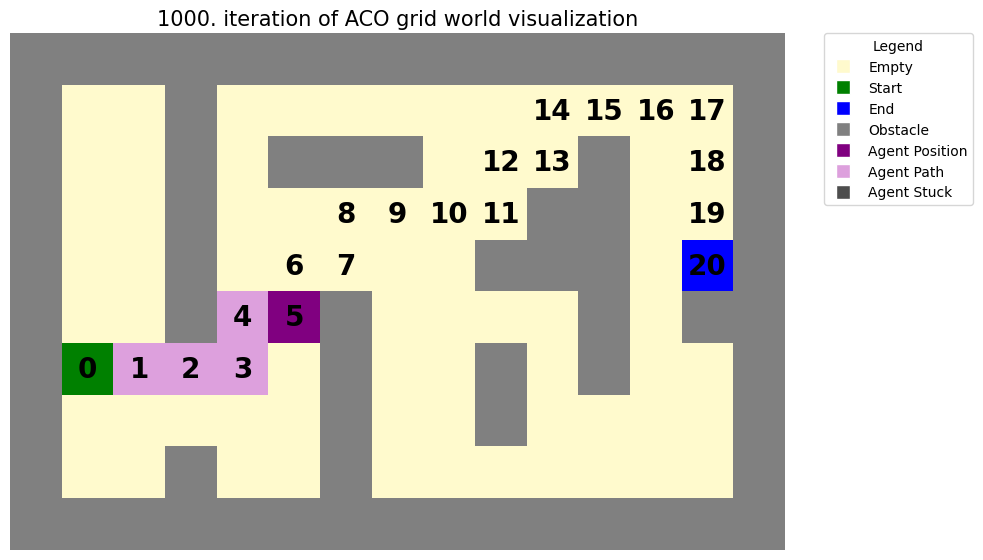 1000. iteration of ACO grid world visualization
Legend
Empty
Start
End
Obstacle
Agent Position
Agent Path
Agent Stuck
14 15 16 17
12 13 18
8 9 10 11 19
6 7 20
4 5
0 1 2 3